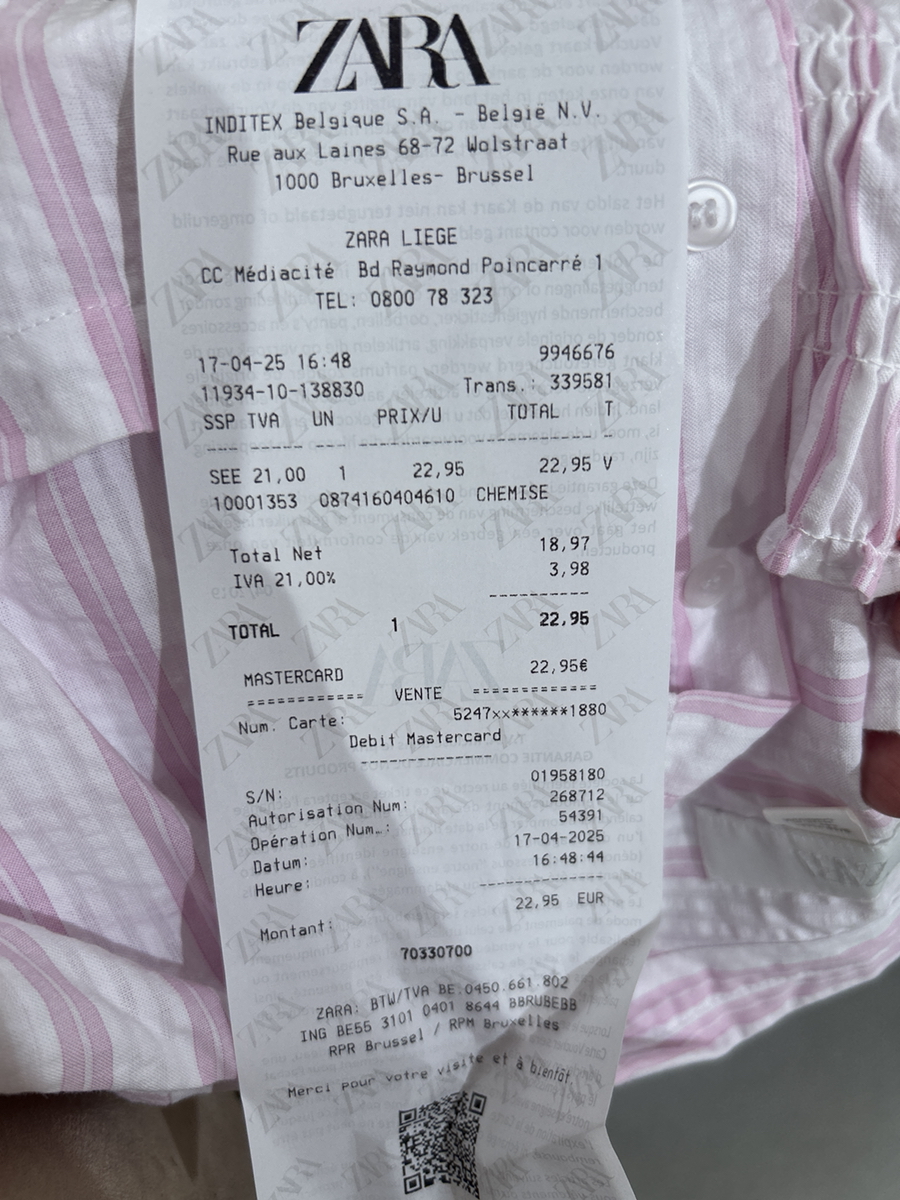 ZARA
INDITEX Belgique S.A. - België N.V.
Rue aux Laines 68-72 Wolstraat
1000 Bruxelles- Brussel
ZARA LIEGE
CC Médiacité Bd Raymond Poincarré 1
TEL: 0800 78 323
17-04-25 16:48 9946676
11934-10-138830 Trans.: 339581
SSP TVA UN PRIX/U TOTAL T
SEE 21,00 1 22,95 22,95 V
10001353 0874160404610 CHEMISE
Total Net 18,97
IVA 21,00% 3,98
TOTAL 1 22,95
MASTERCARD 22,95€
============ VENTE =============
Num. Carte: 5247xx******1880
Debit Mastercard
S/N: 01958180
Autorisation Num: 268712
Opération Num.: 54391
Datum: 17-04-2025
Heure: 16:48:44
Montant: 22,95 EUR
70330700
ZARA: BTW/TVA BE.0450.661.802
ING BE55 3101 0401 8644 BBRUBEBB
RPR Brussel / RPM Bruxelles
Merci pour votre visite et à bientôt.